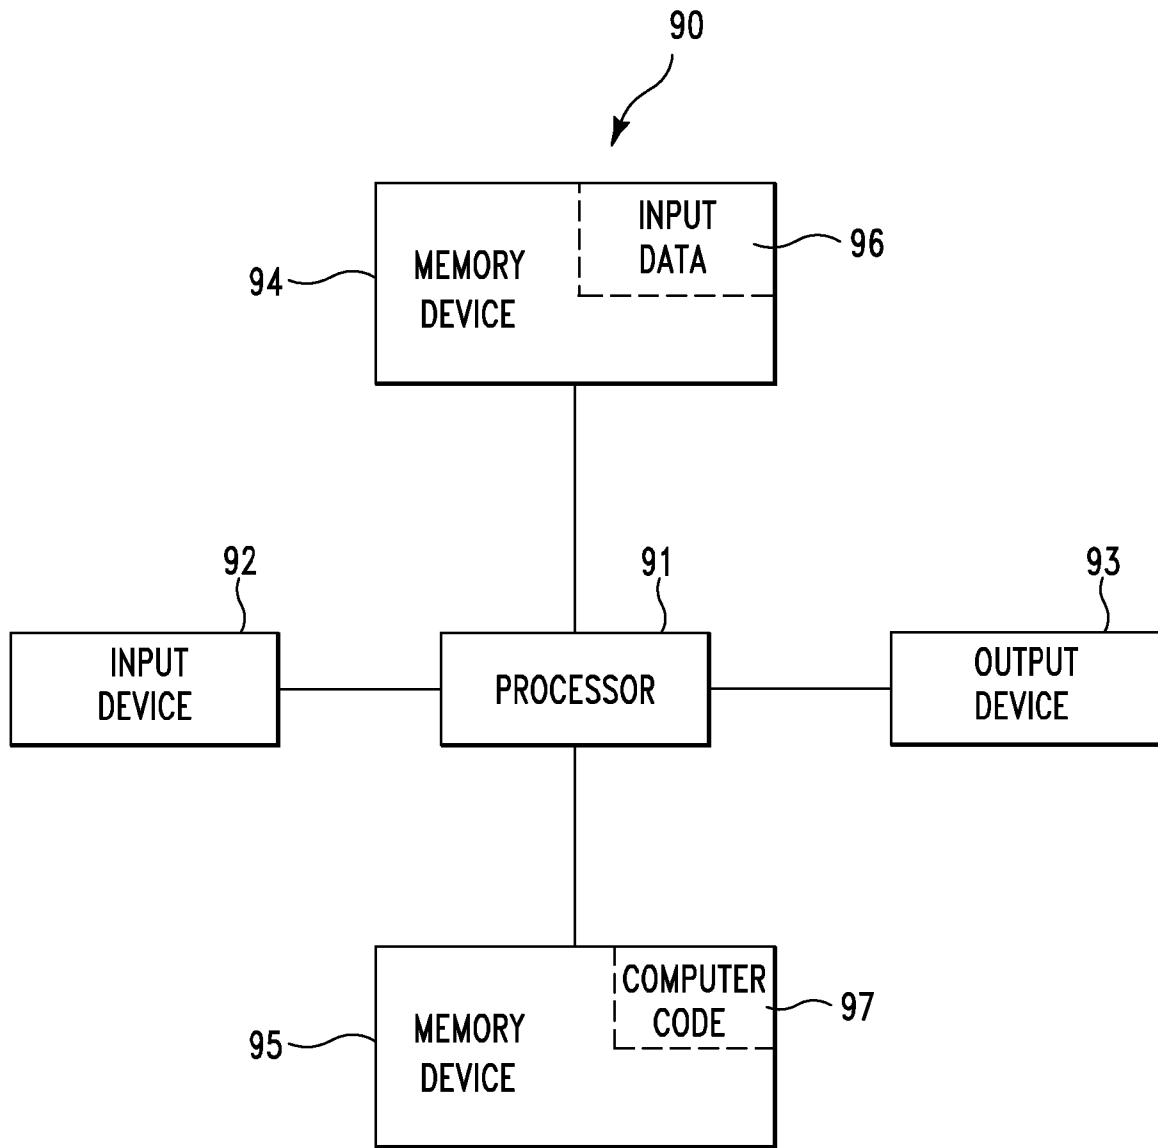 90
INPUT
DATA
96
MEMORY
DEVICE
94
92
91
93
INPUT
DEVICE
PROCESSOR
OUTPUT
DEVICE
COMPUTER
CODE
97
MEMORY
DEVICE
95